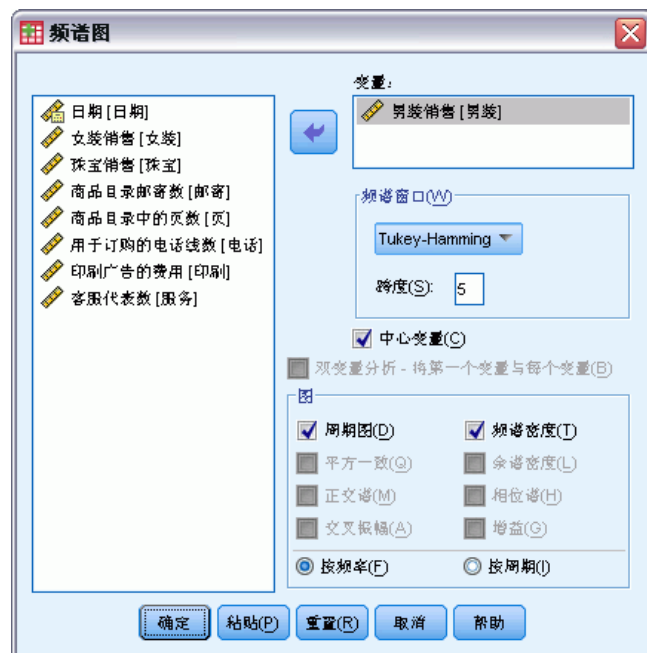 频谱图
变量:
日期 [日期]
女装销售 [女装]
珠宝销售 [珠宝]
商品目录邮寄数 [邮寄]
商品目录中的页数 [页]
用于订购的电话线数 [电话]
印刷广告的费用 [印刷]
客服代表数 [服务]
男装销售 [男装]
频谱窗口(W)
Tukey-Hamming
跨度(S): 5
中心变量(C)
双变量分析 - 将第一个变量与每个变量(B)
图
周期图(D) 频谱密度(T)
平方一致(Q) 余谱密度(L)
正交谱(M) 相位谱(H)
交叉振幅(A) 增益(G)
按频率(F) 按周期(I)
确定 粘贴(P) 重置(R) 取消 帮助